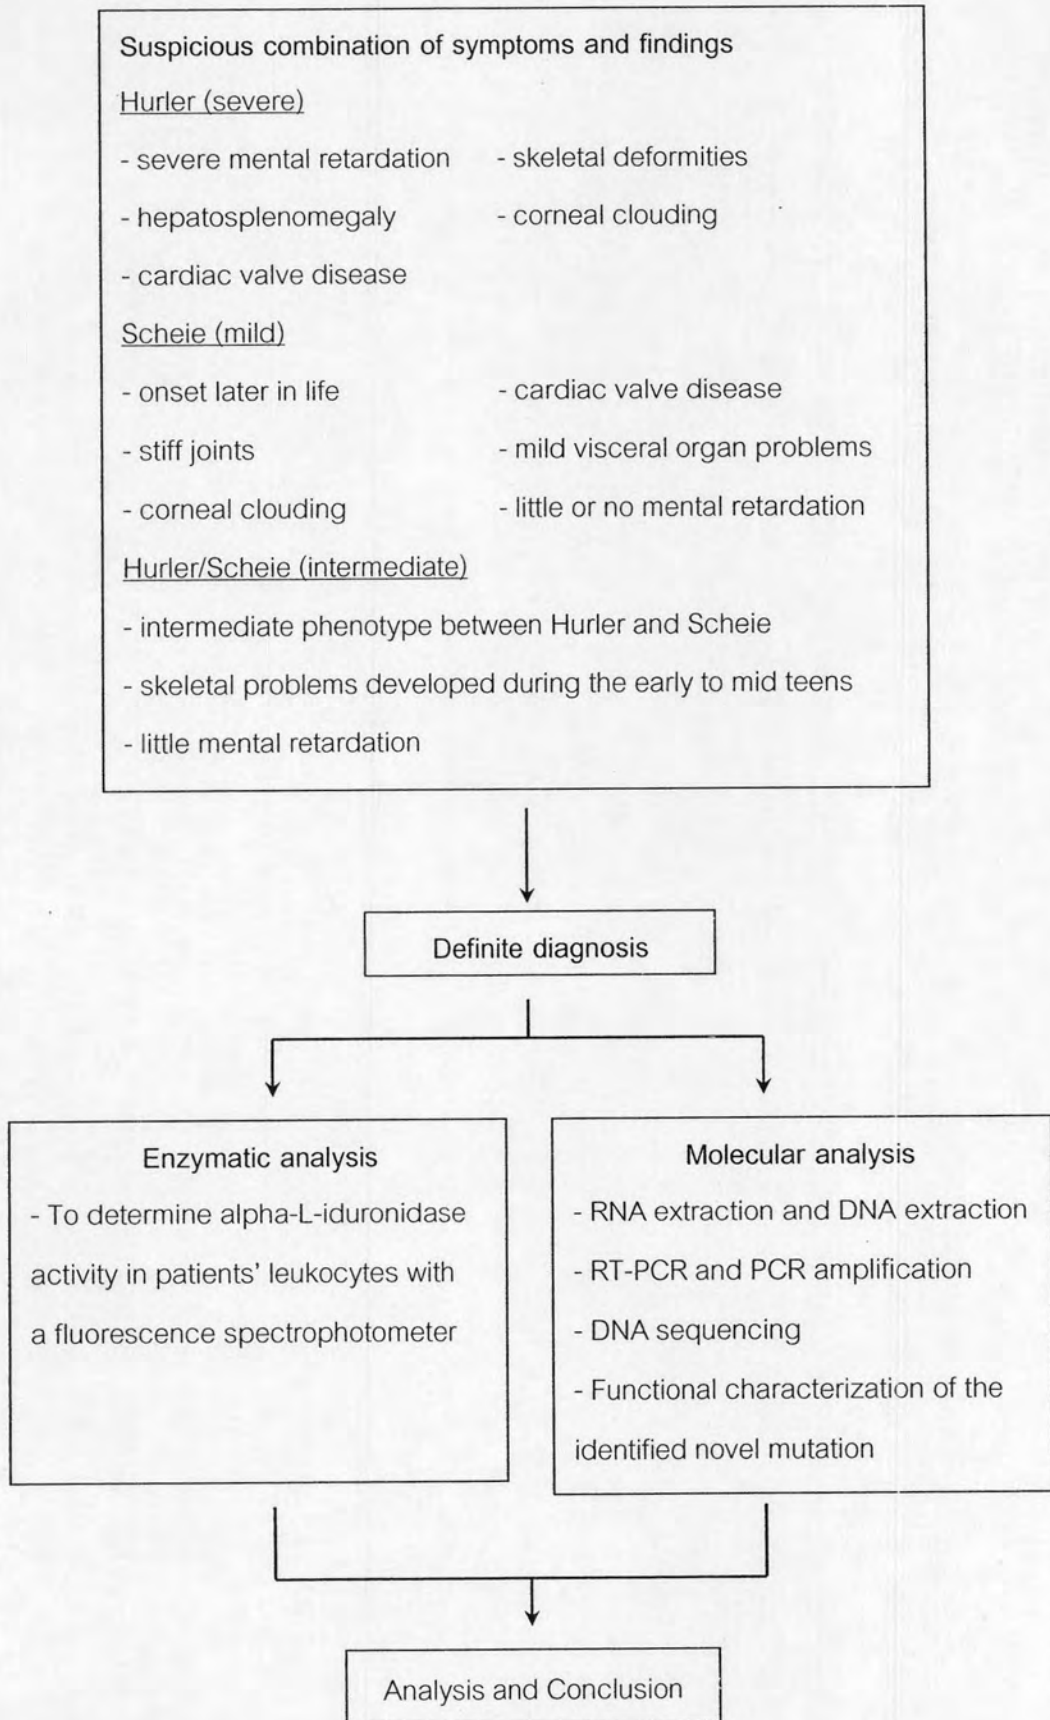 Suspicious combination of symptoms and findings
Hurler (severe)
- severe mental retardation - skeletal deformities
- hepatosplenomegaly - corneal clouding
- cardiac valve disease
Scheie (mild)
- onset later in life - cardiac valve disease
- stiff joints - mild visceral organ problems
- corneal clouding - little or no mental retardation
Hurler/Scheie (intermediate)
- intermediate phenotype between Hurler and Scheie
- skeletal problems developed during the early to mid teens
- little mental retardation
Definite diagnosis
Enzymatic analysis
- To determine alpha-L-iduronidase
activity in patients' leukocytes with
a fluorescence spectrophotometer
Molecular analysis
- RNA extraction and DNA extraction
- RT-PCR and PCR amplification
- DNA sequencing
- Functional characterization of the
identified novel mutation
Analysis and Conclusion